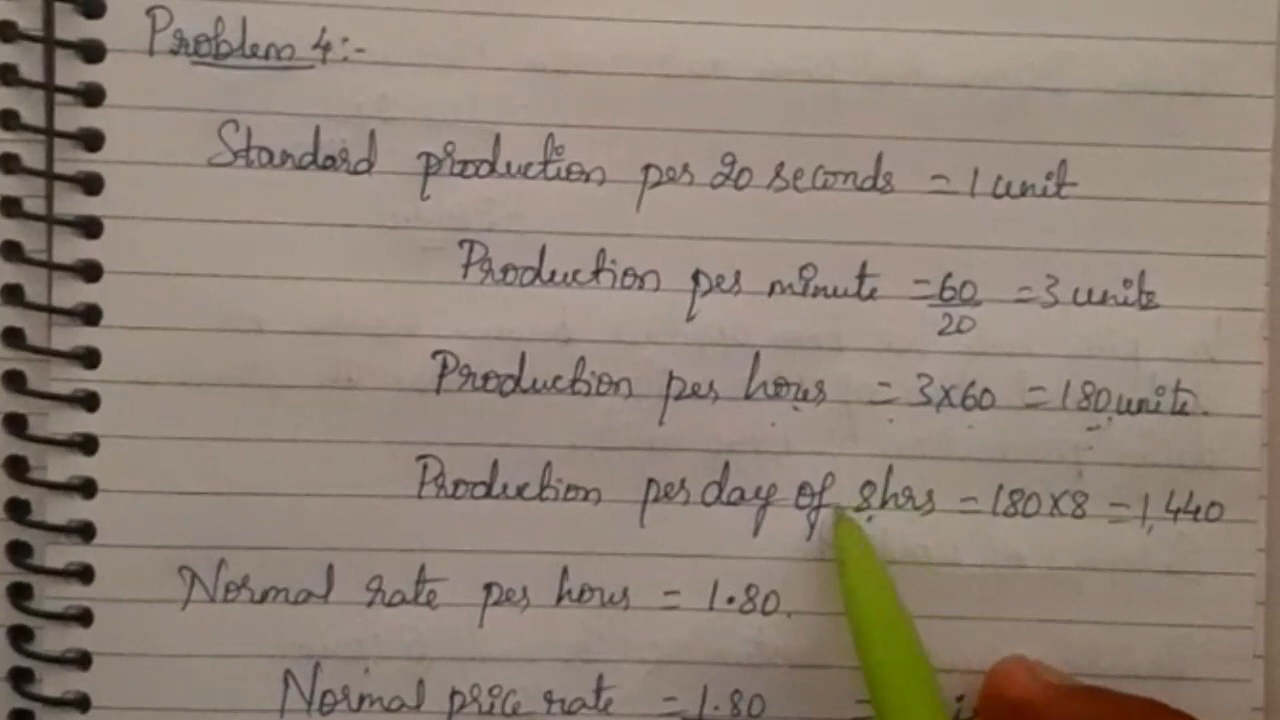 Problem 4:-
Standard production per 20 seconds = 1 unit
Production per minute = 60/20 = 3 units
Production per hour = 3x60 = 180 units.
Production per day of 8hrs = 180x8 = 1,440
Normal rate per hour = 1.80.
Normal price rate = 1.80 =